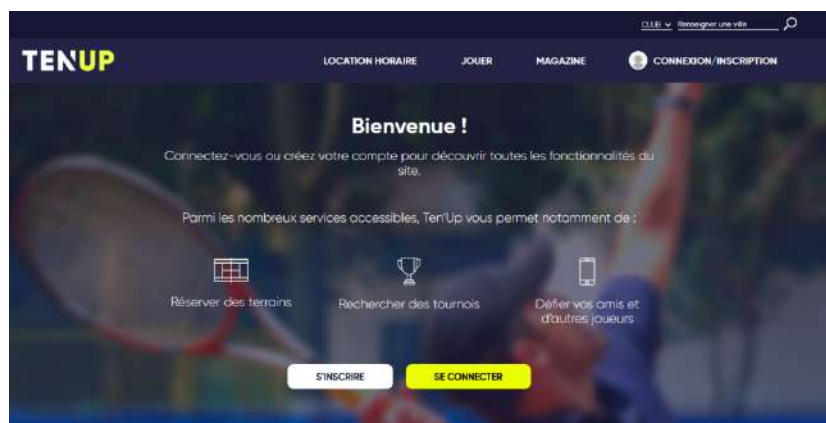 CLUB Renseigner une ville
TEN'UP LOCATION HORAIRE JOUER MAGAZINE CONNEXION/INSCRIPTION
Bienvenue !
Connectez-vous ou créez votre compte pour découvrir toutes les fonctionnalités du
site.
Parmi les nombreux services accessibles, Ten'Up vous permet notamment de :
Réserver des terrains
Rechercher des tournois
Défier vos amis et
d'autres joueurs
S'INSCRIRE
SE CONNECTER